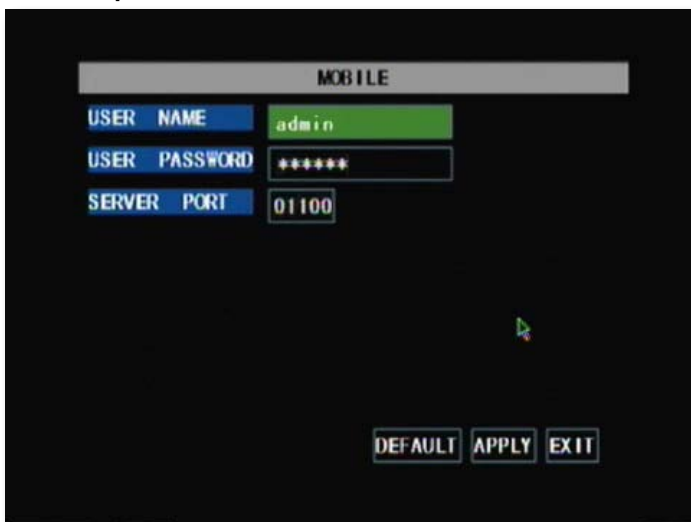 MOBILE
USER NAME admin
USER PASSWORD ******
SERVER PORT 01100
DEFAULT APPLY EXIT